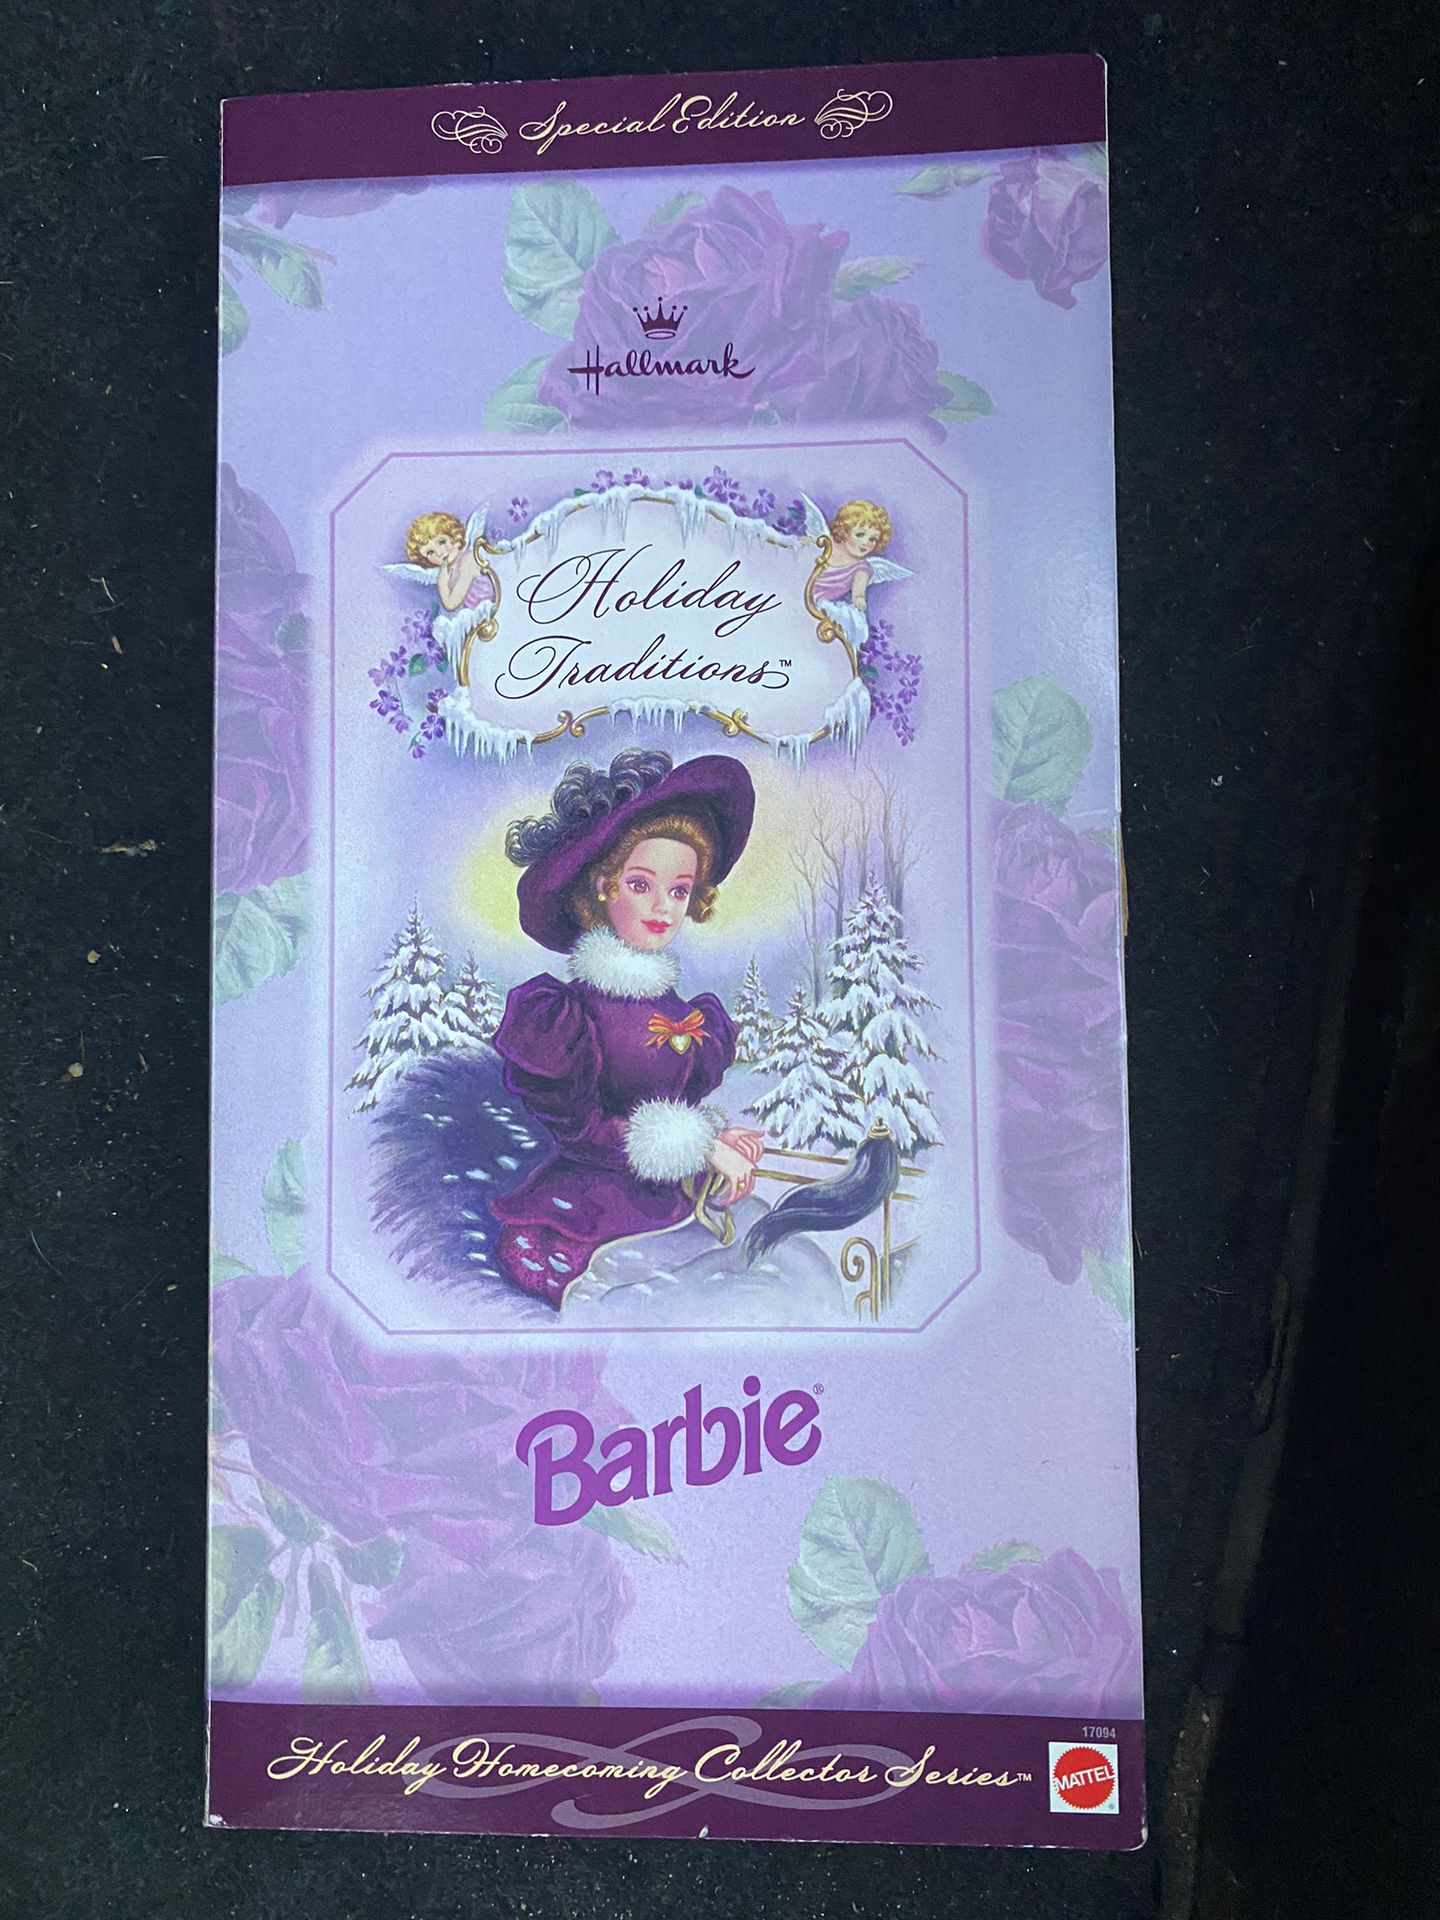 Special Edition
Hallmark
Holiday
Traditions™
Barbie®
17094
Holiday Homecoming Collector Series™
MATTEL®